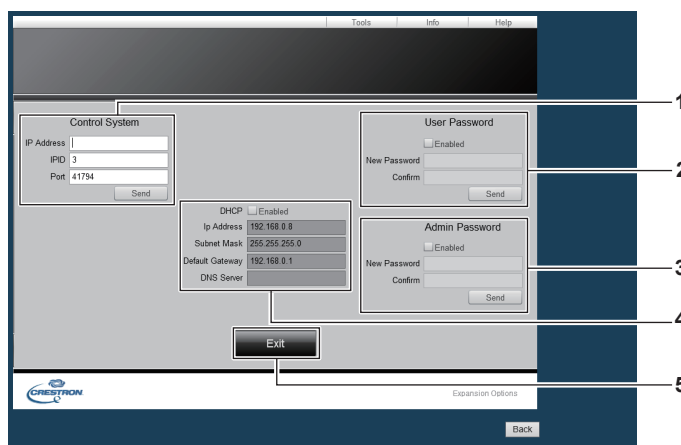 Tools Info Help
1
Control System
IP Address
IPID 3
Port 41794
Send
User Password
Enabled
New Password
Confirm
Send
2
DHCP Enabled
Ip Address 192.168.0.8
Subnet Mask 255.255.255.0
Default Gateway 192.168.0.1
DNS Server
Admin Password
Enabled
New Password
Confirm
Send
3
4
Exit
5
CRESTRON
Expansion Options
Back